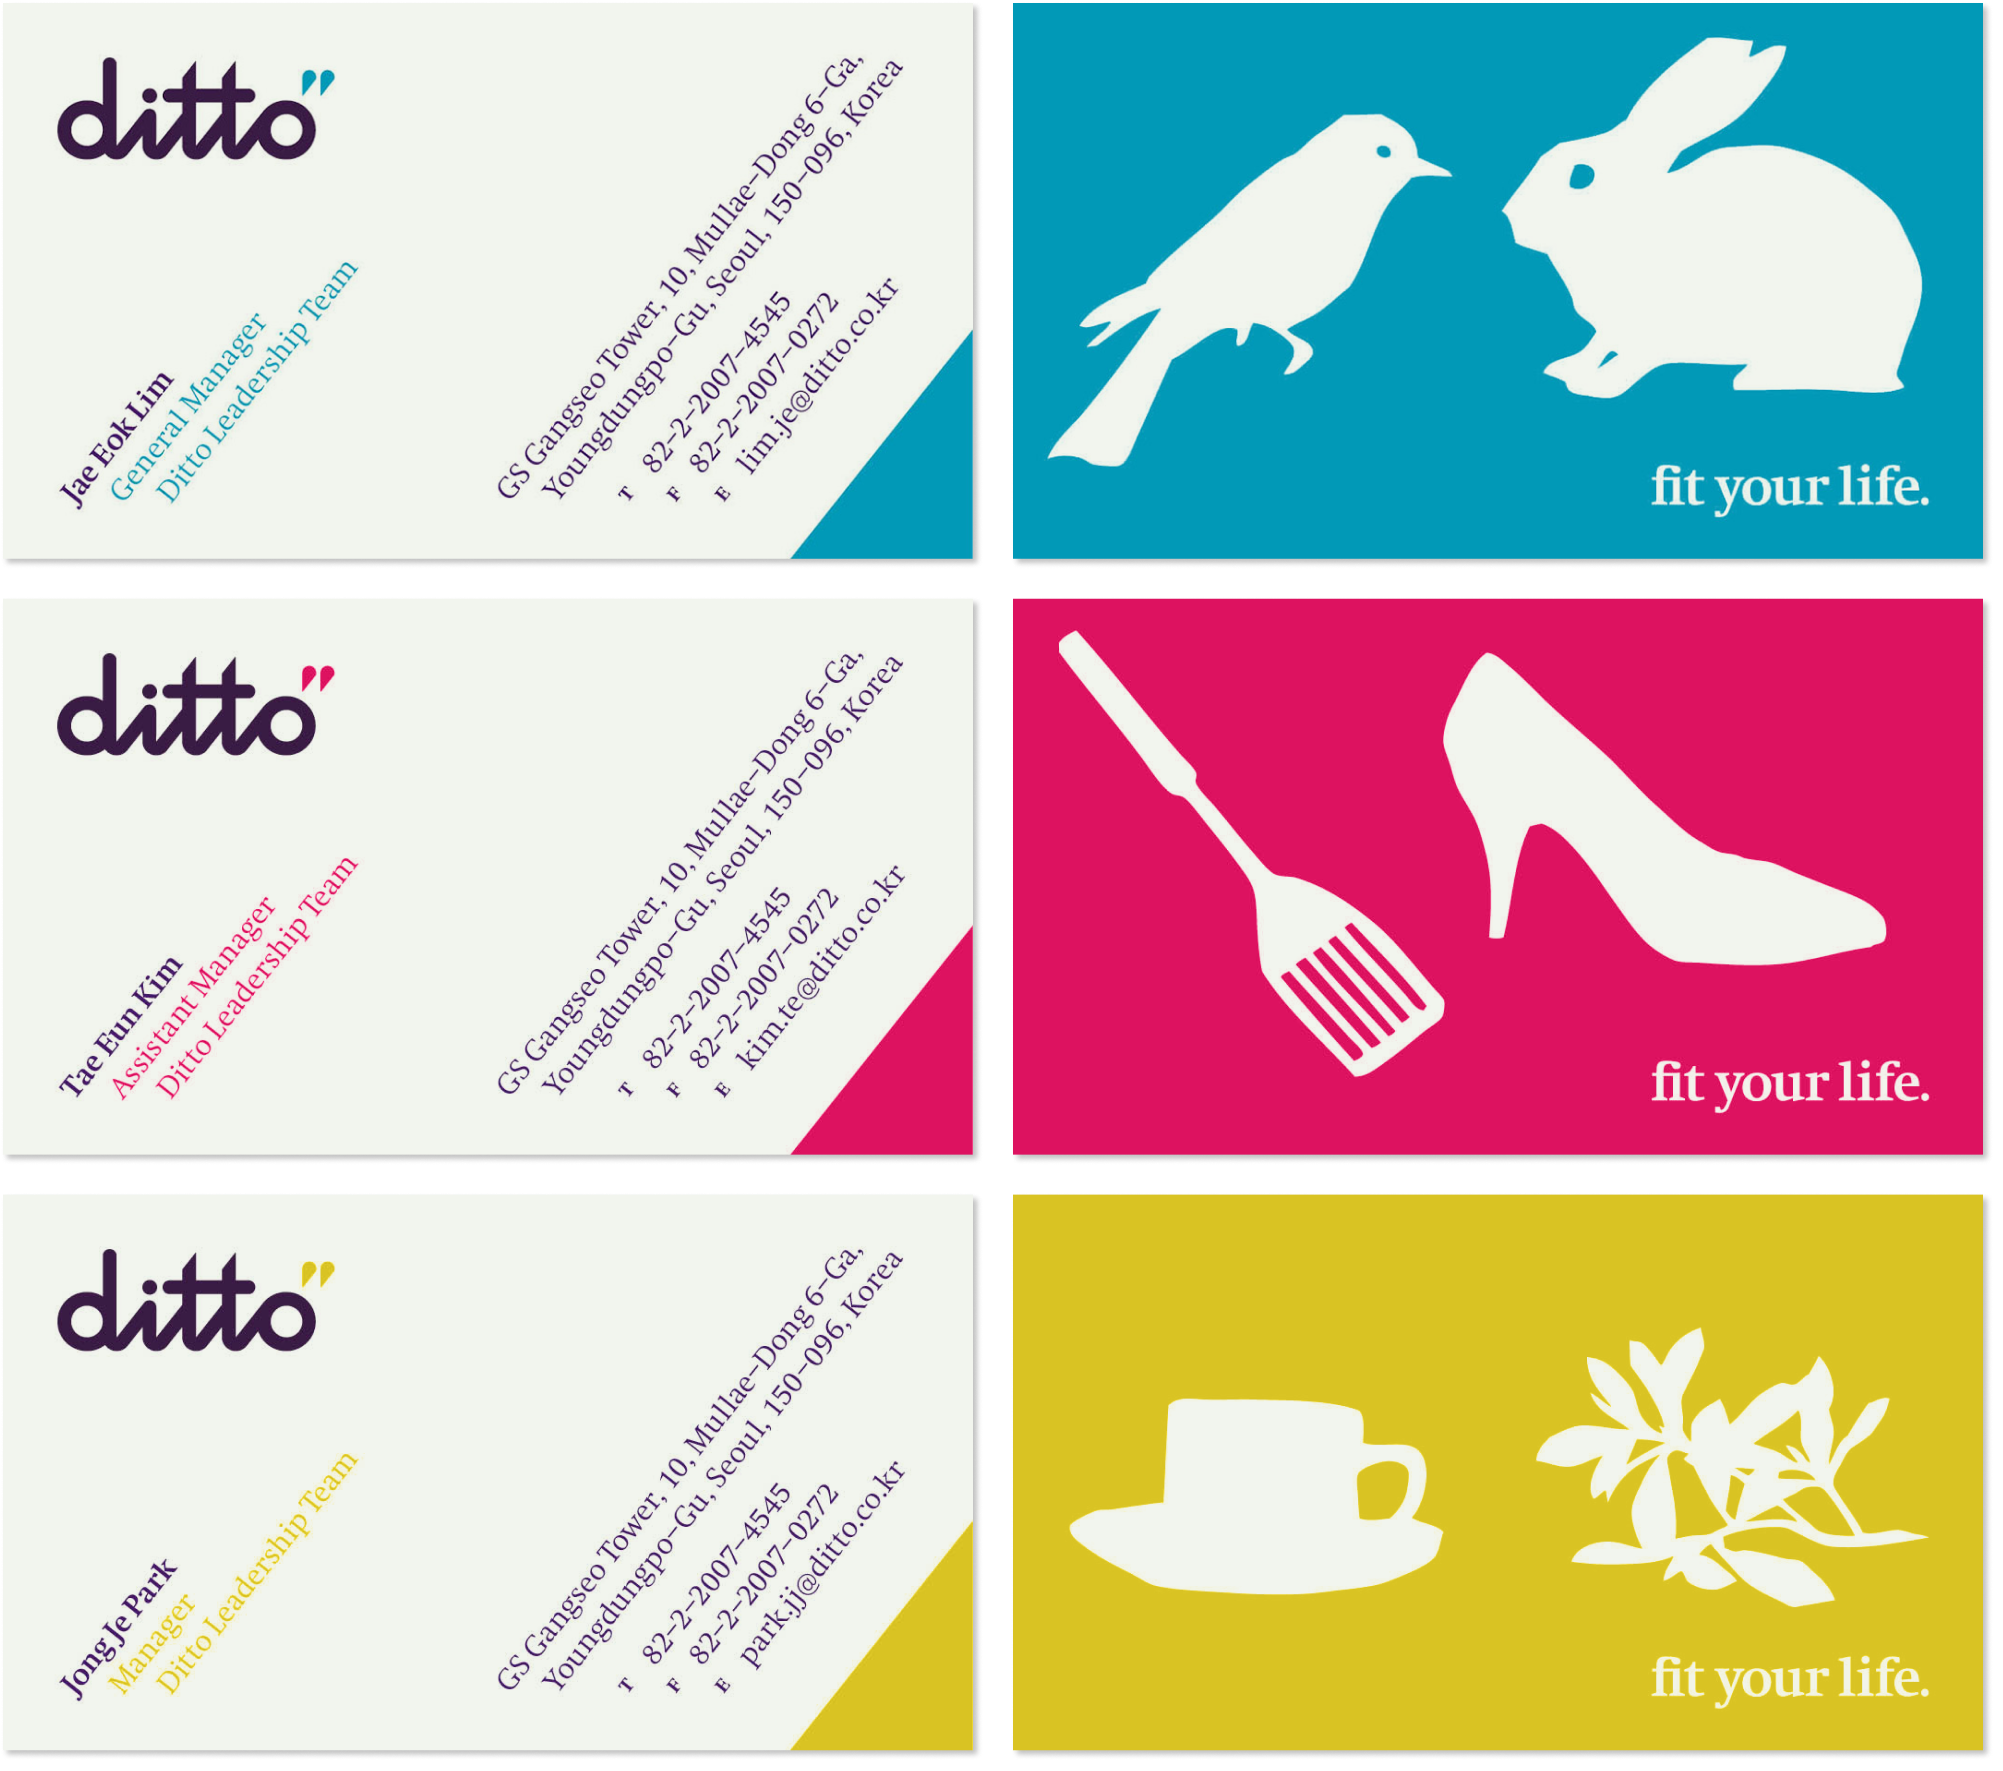 ditto"
Jae Eok Lim
General Manager
Ditto Leadership Team
GS Gangseo Tower, 10, Mullae-Dong 6-Ga,
Youngdungpo-Gu, Seoul, 150-096, Korea
T 82-2-2007-4545
F 82-2-2007-0272
E lim.je@ditto.co.kr
fit your life.
ditto"
Tae Eun Kim
Assistant Manager
Ditto Leadership Team
GS Gangseo Tower, 10, Mullae-Dong 6-Ga,
Youngdungpo-Gu, Seoul, 150-096, Korea
T 82-2-2007-4545
F 82-2-2007-0272
E kim.te@ditto.co.kr
fit your life.
ditto"
Jong Je Park
Manager
Ditto Leadership Team
GS Gangseo Tower, 10, Mullae-Dong 6-Ga,
Youngdungpo-Gu, Seoul, 150-096, Korea
T 82-2-2007-4545
F 82-2-2007-0272
E park.jj@ditto.co.kr
fit your life.